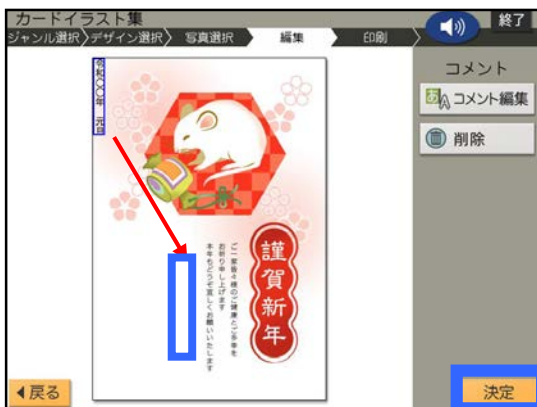 カードイラスト集
終了
ジャンル選択
デザイン選択
写真選択
編集
印刷
コメント
あA コメント編集
削除
令和〇〇年 元旦
謹賀新年
ご一家皆々様のご健康とご多幸を
お祈り申し上げます
本年もどうぞ宜しくお願いいたします
戻る
決定